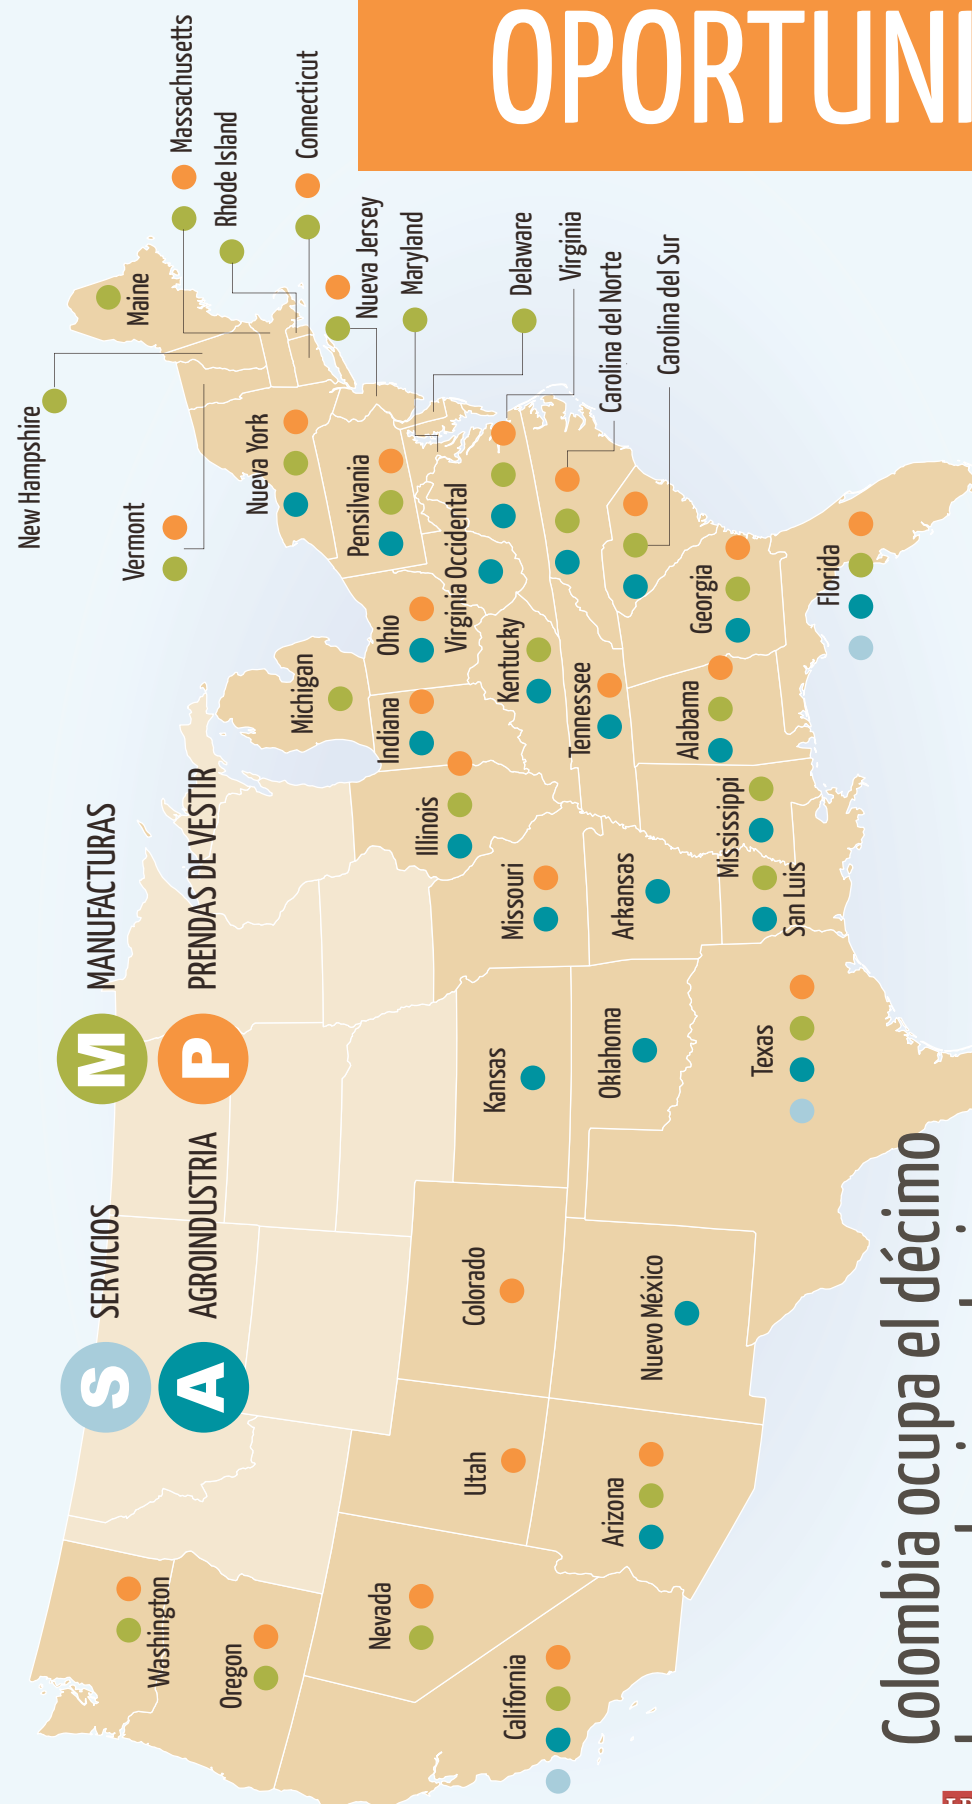 OPORTUNI
S
SERVICIOS
M
MANUFACTURAS
A
AGROINDUSTRIA
P
PRENDAS DE VESTIR
Washington
Oregon
Nevada
California
Utah
Arizona
Colorado
Nuevo México
Kansas
Oklahoma
Texas
Missouri
Arkansas
San Luis
Mississippi
Illinois
Indiana
Michigan
Ohio
Kentucky
Tennessee
Alabama
Georgia
Florida
Virginia Occidental
Pensilvania
Nueva York
Vermont
New Hampshire
Maine
Massachusetts
Rhode Island
Connecticut
Nueva Jersey
Maryland
Delaware
Virginia
Carolina del Norte
Carolina del Sur
Colombia ocupa el décimo